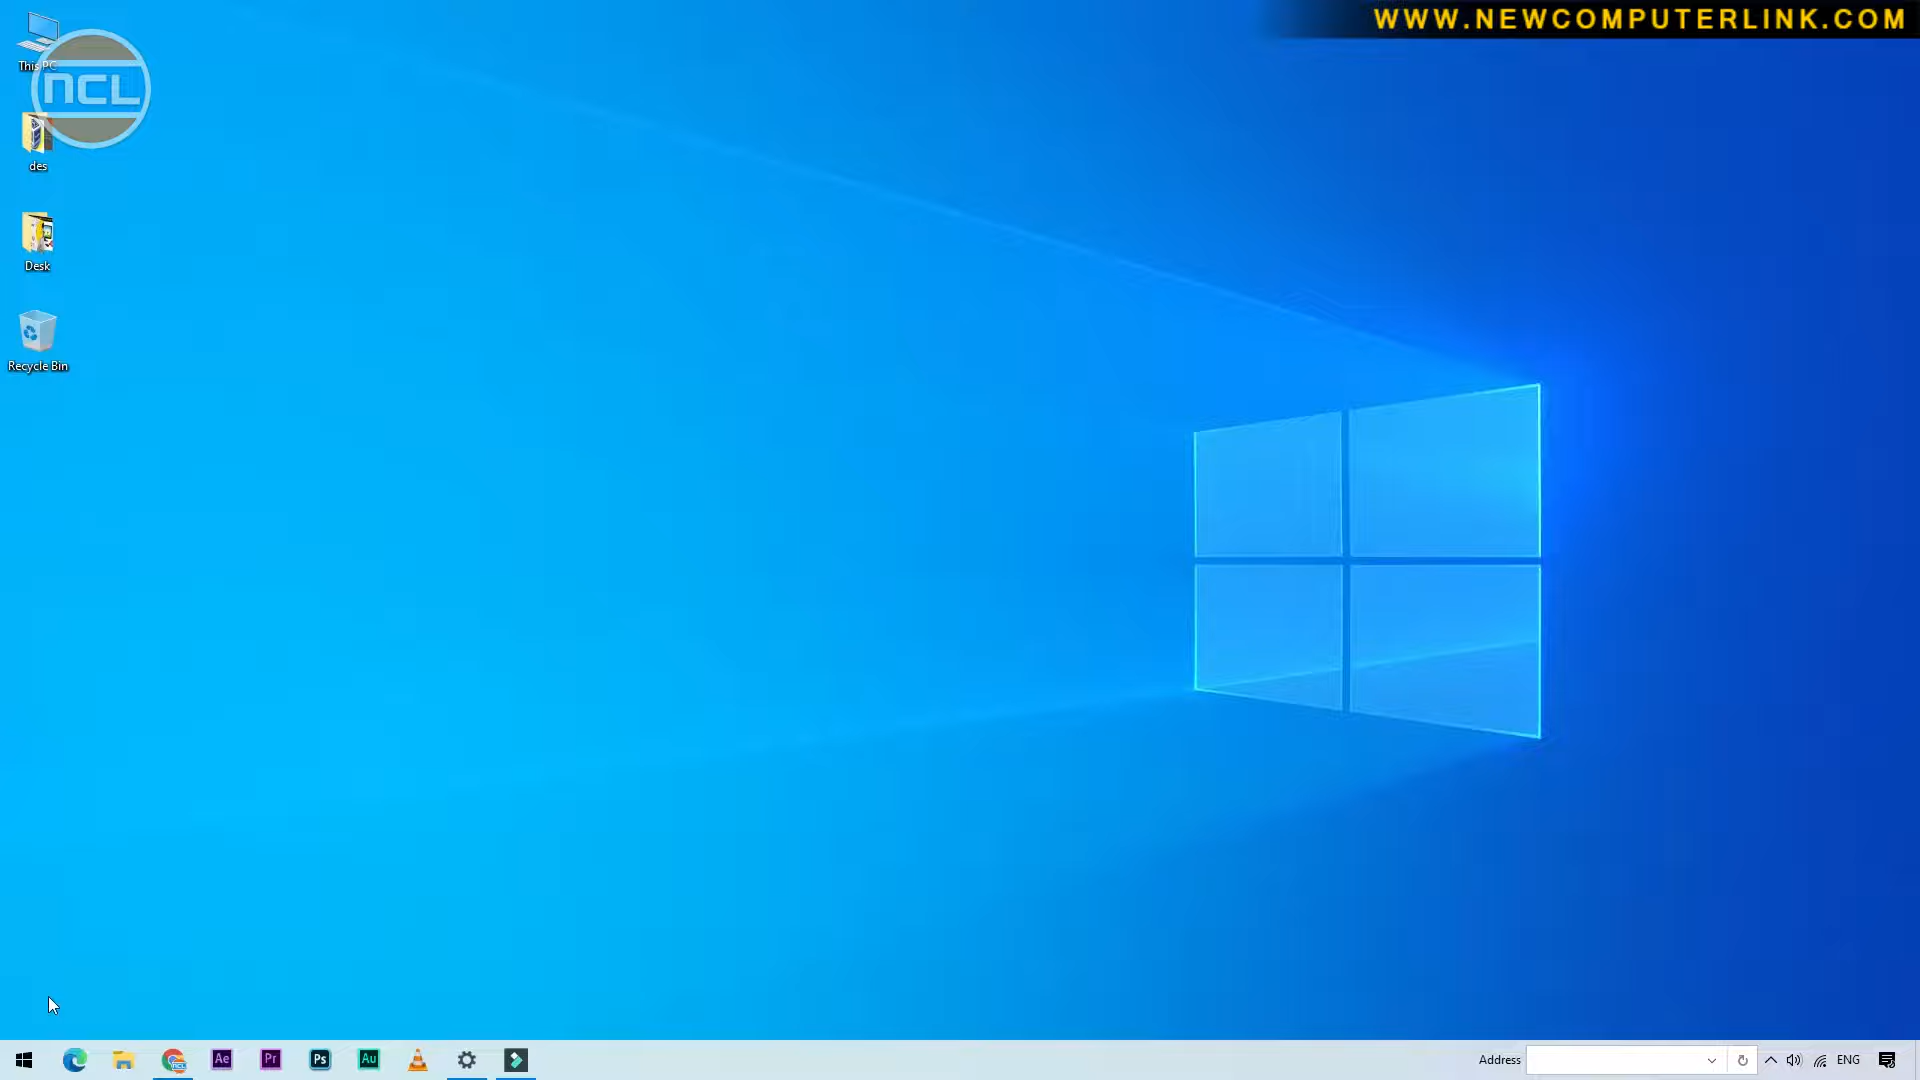 WWW.NEWCOMPUTERLINK.COM
This PC
NCL
des
Desk
Recycle Bin
Ae
Pr
Ps
Au
Address
ENG